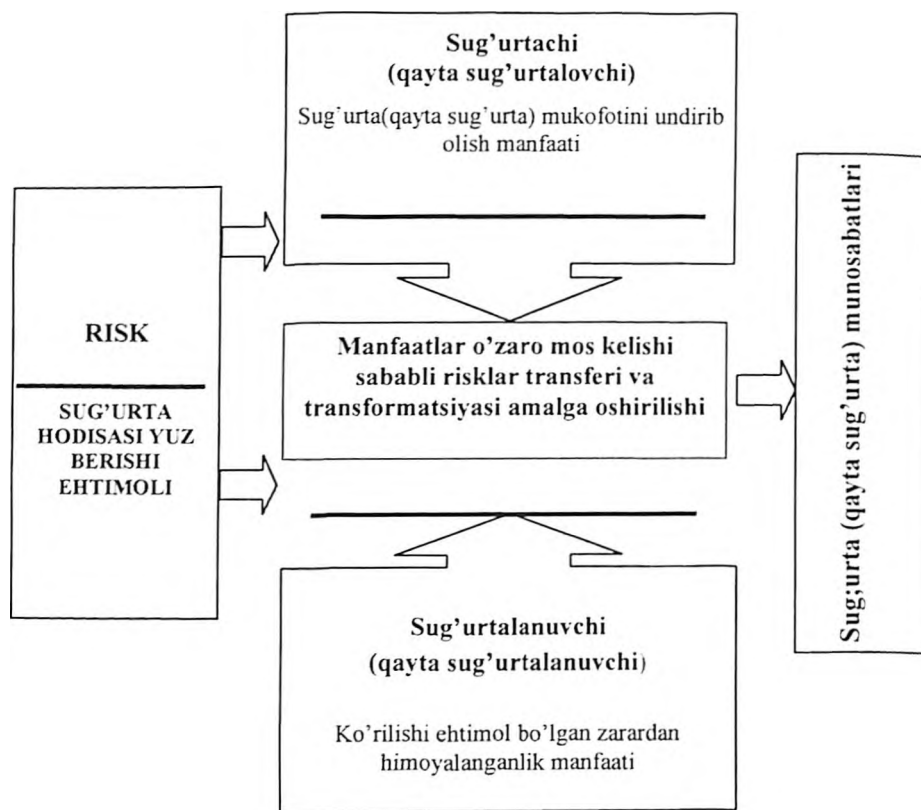 Sug’urtachi
(qayta sug’urtalovchi)
Sug’urta(qayta sug’urta) mukofotini undirib
olish manfaati
RISK
SUG’URTA
HODISASI YUZ
BERISHI
EHTIMOLI
Manfaatlar o’zaro mos kelishi
sababli risklar transferi va
transformatsiyasi amalga oshirilishi
Sug’urtalanuvchi
(qayta sug’urtalanuvchi)
Ko’rilishi ehtimol bo’lgan zarardan
himoyalanganlik manfaati
Sug;urta (qayta sug’urta) munosabatlari